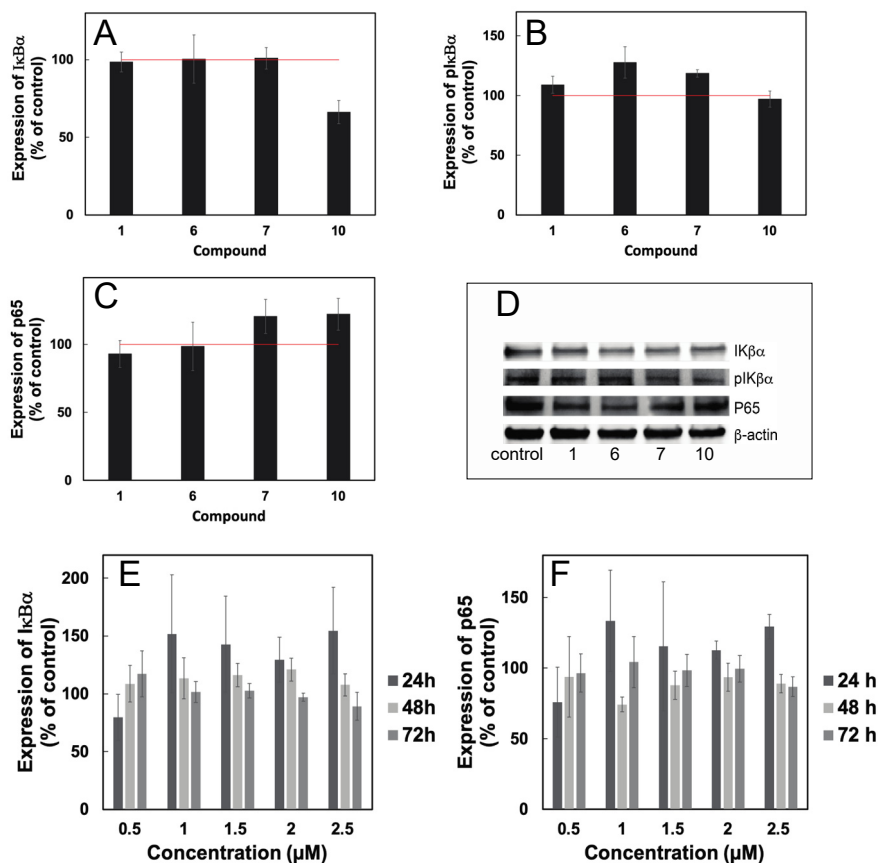 A
Expression of IκBα
(% of control)
100
50
0
1 6 7 10
Compound
B
Expression of pIκBα
(% of control)
150
100
50
0
1 6 7 10
Compound
C
Expression of p65
(% of control)
100
50
0
1 6 7 10
Compound
D
IKβα
pIKβα
P65
β-actin
control 1 6 7 10
E
Expression of IκBα
(% of control)
200
150
100
50
0
0.5 1 1.5 2 2.5
Concentration (µM)
24h
48h
72h
F
Expression of p65
(% of control)
150
100
50
0
0.5 1 1.5 2 2.5
Concentration (µM)
24 h
48 h
72 h